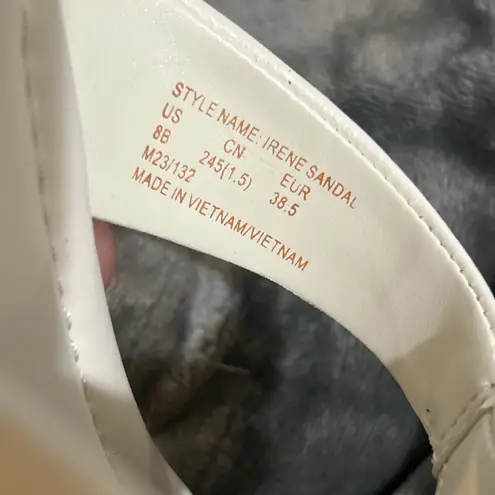 STYLE NAME: IRENE SANDAL
US CN EUR
8B 245(1.5) 38.5
M23/132
MADE IN VIETNAM/VIETNAM